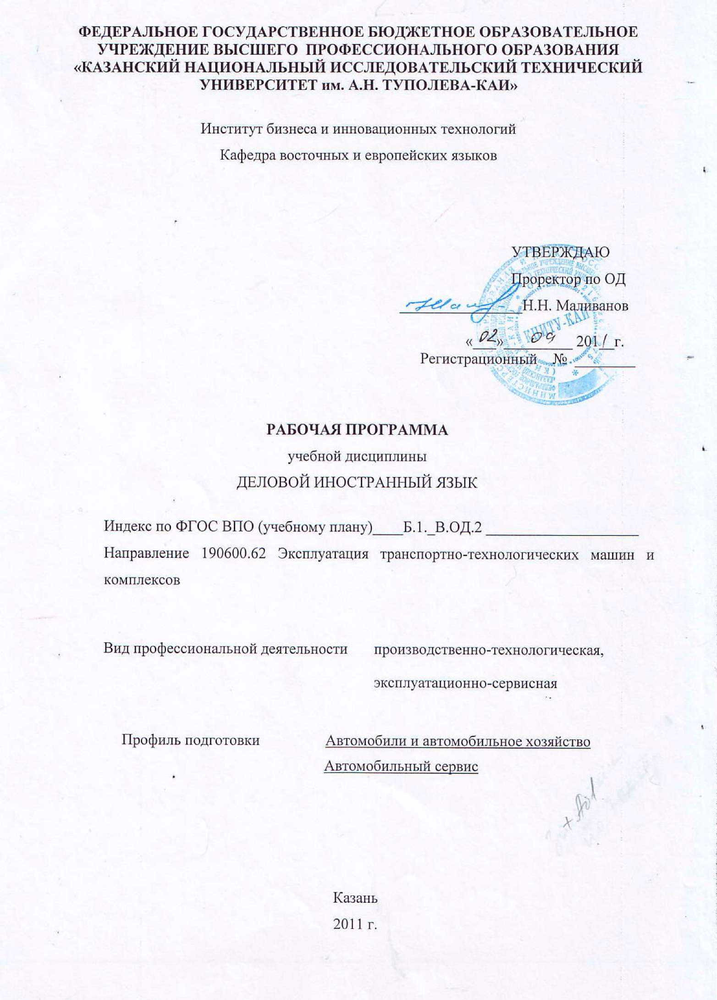 ФЕДЕРАЛЬНОЕ ГОСУДАРСТВЕННОЕ БЮДЖЕТНОЕ ОБРАЗОВАТЕЛЬНОЕ
УЧРЕЖДЕНИЕ ВЫСШЕГО ПРОФЕССИОНАЛЬНОГО ОБРАЗОВАНИЯ
«КАЗАНСКИЙ НАЦИОНАЛЬНЫЙ ИССЛЕДОВАТЕЛЬСКИЙ ТЕХНИЧЕСКИЙ
УНИВЕРСИТЕТ им. А.Н. ТУПОЛЕВА-КАИ»
Институт бизнеса и инновационных технологий
Кафедра восточных и европейских языков
УТВЕРЖДАЮ
Проректор по ОД
________________Н.Н. Маливанов
«02» 09 2011 г.
Регистрационный № ________
КНИТУ-КАИ
РАБОЧАЯ ПРОГРАММА
учебной дисциплины
ДЕЛОВОЙ ИНОСТРАННЫЙ ЯЗЫК
Индекс по ФГОС ВПО (учебному плану)____Б.1._В.ОД.2 ____________________
Направление 190600.62 Эксплуатация транспортно-технологических машин и
комплексов
Вид профессиональной деятельности производственно-технологическая,
эксплуатационно-сервисная
Профиль подготовки Автомобили и автомобильное хозяйство
Автомобильный сервис
Казань
2011 г.